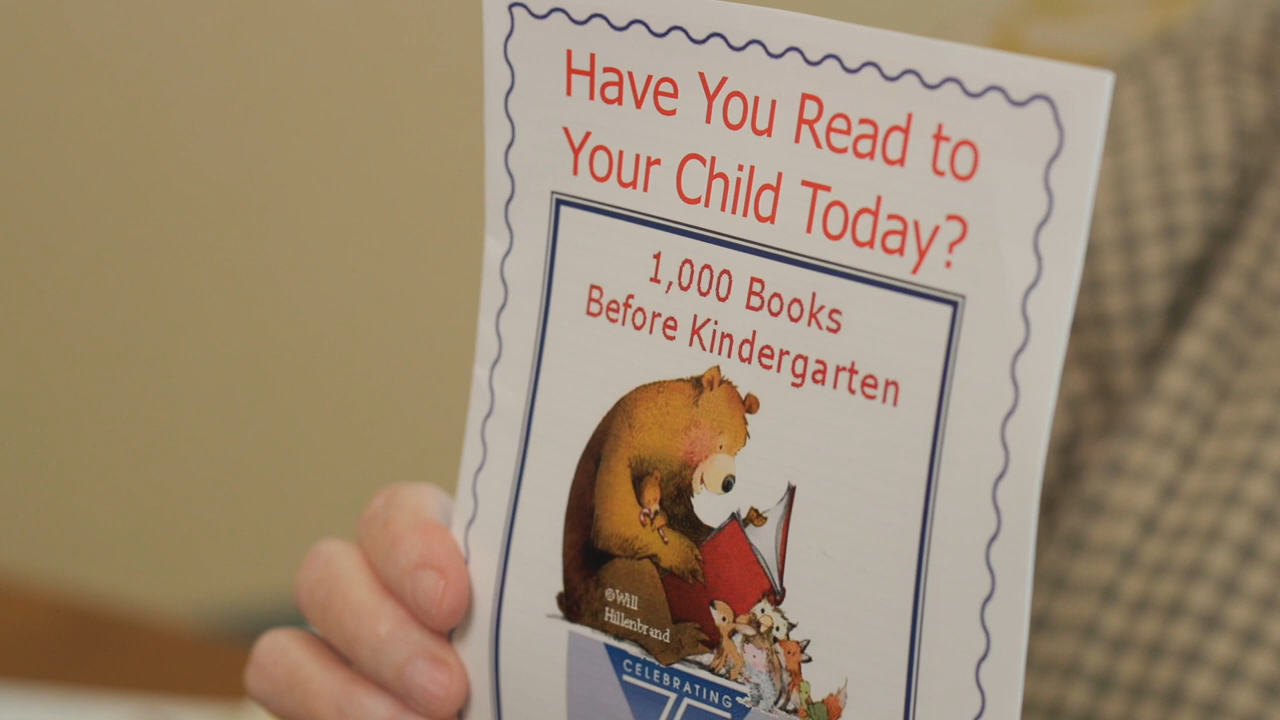 Have You Read to
Your Child Today?
1,000 Books
Before Kindergarten
©Will
Hillenbrand
CELEBRATING